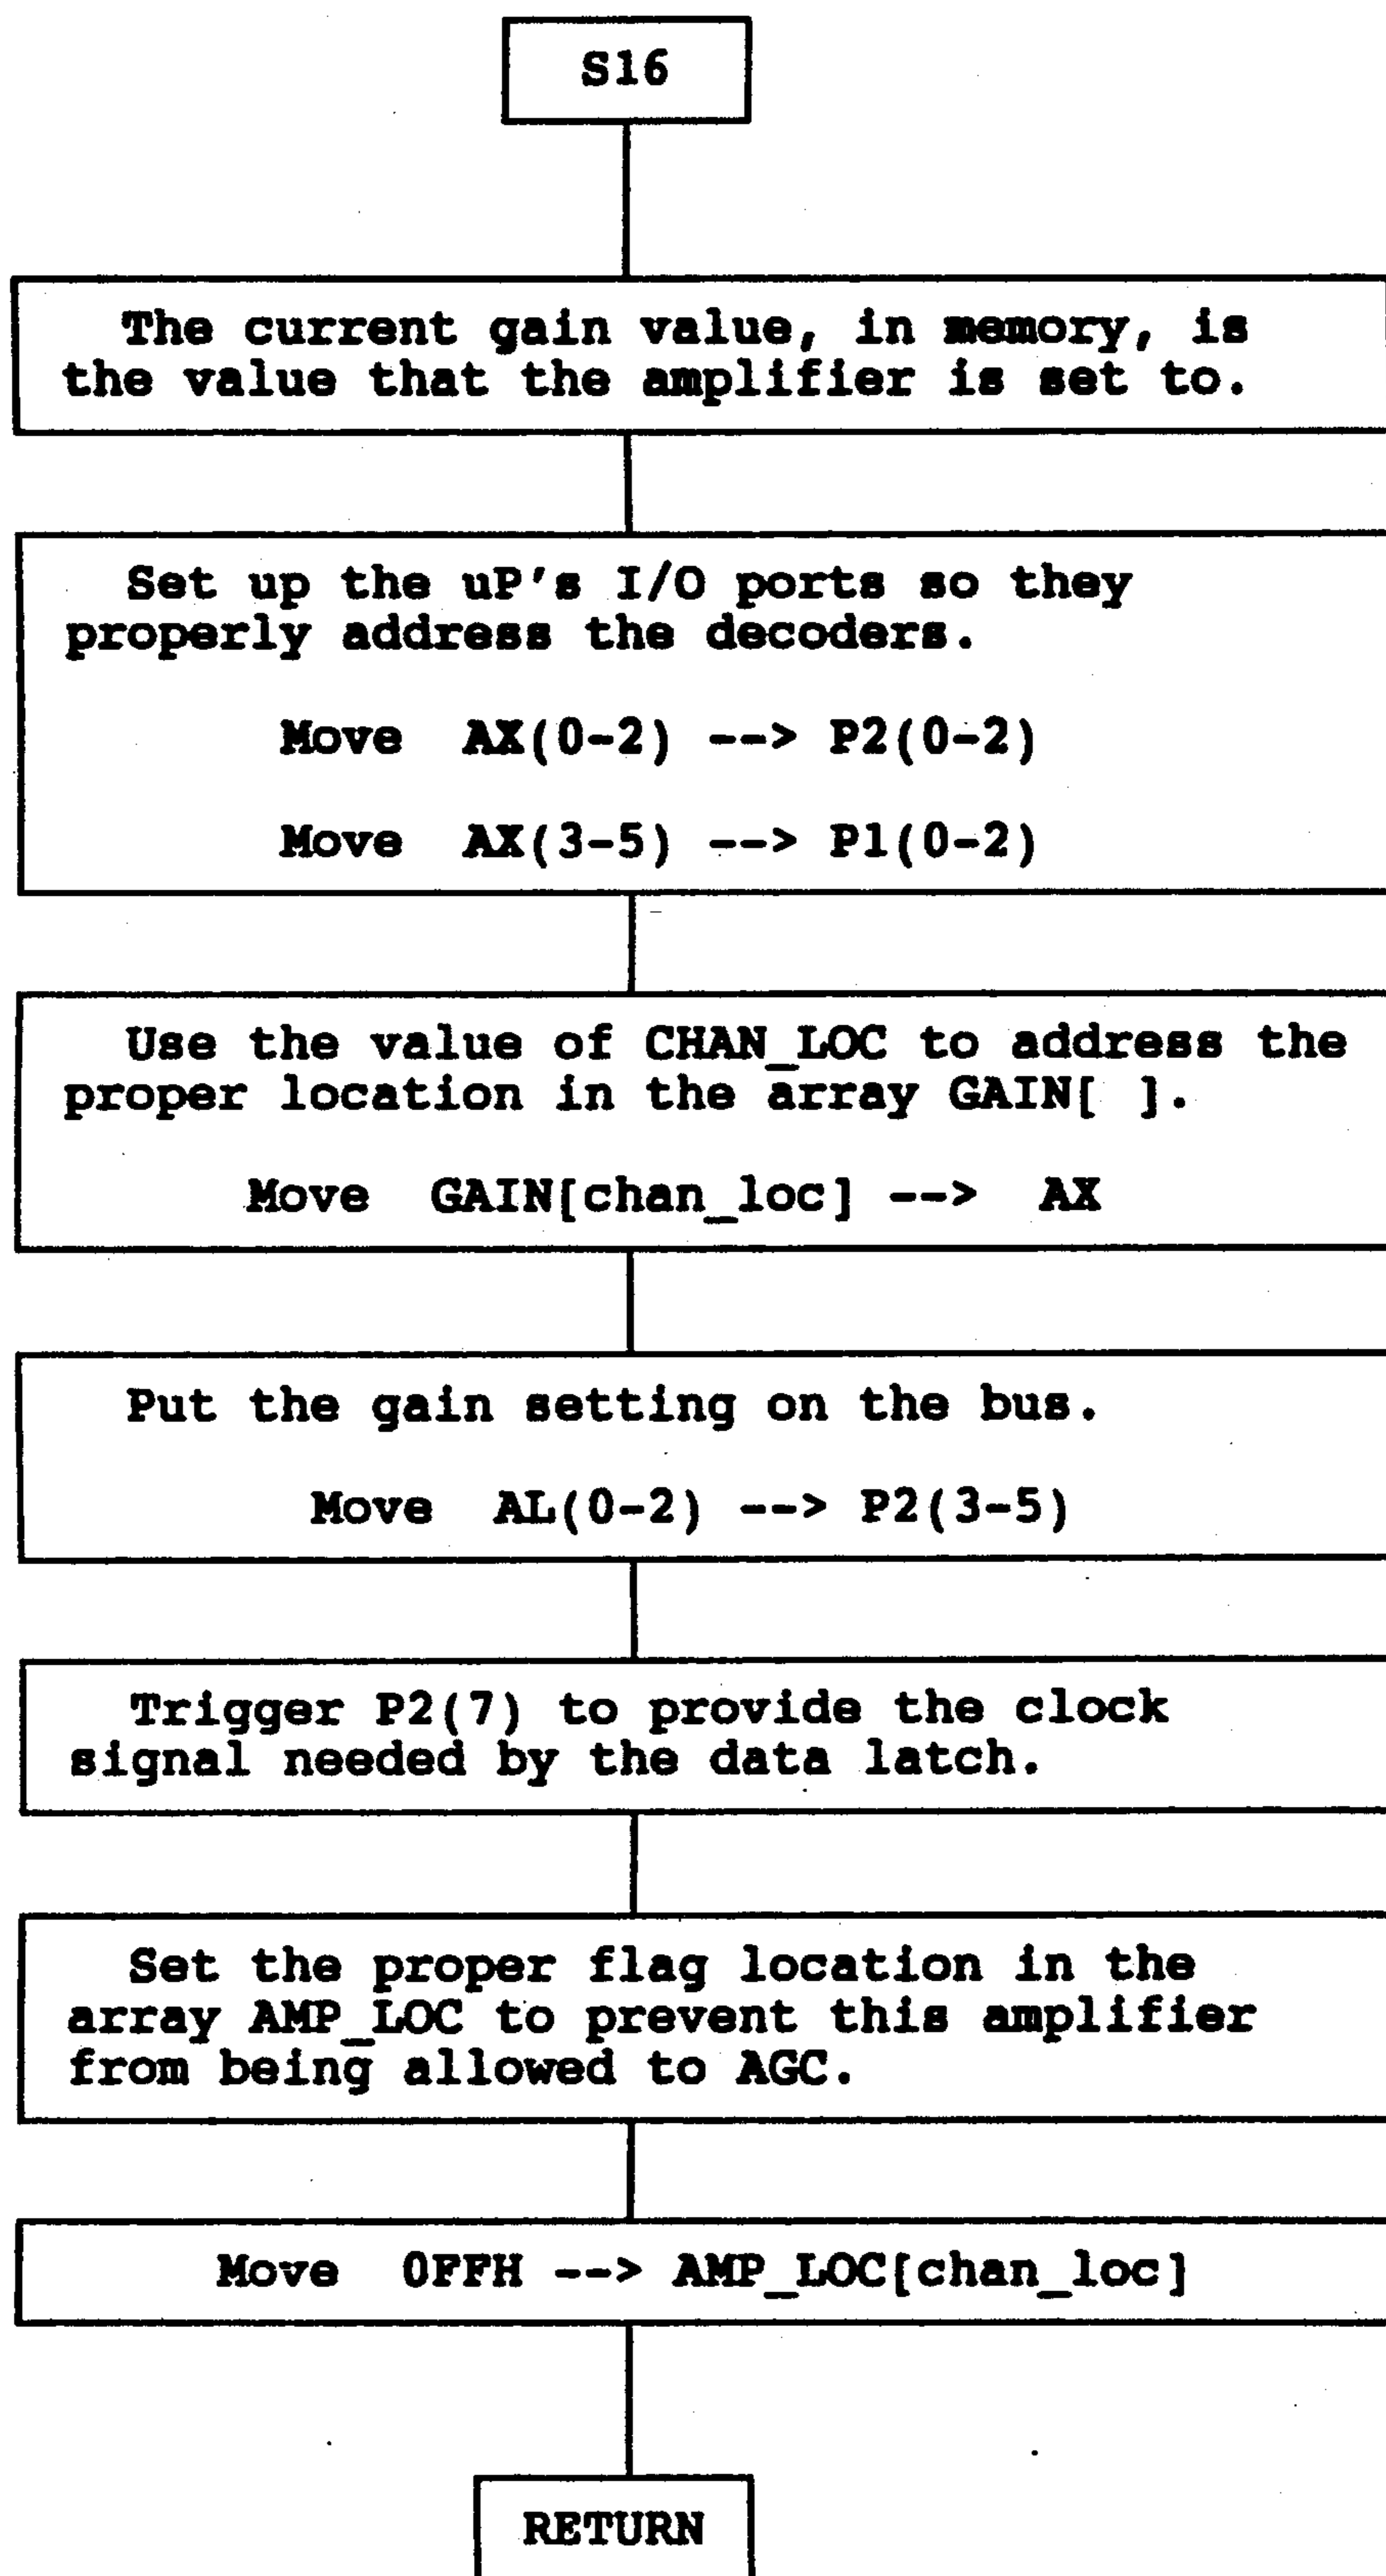 S16
The current gain value, in memory, is
the value that the amplifier is set to.
Set up the uP's I/O ports so they
properly address the decoders.
Move AX(0-2) --> P2(0-2)
Move AX(3-5) --> P1(0-2)
Use the value of CHAN_LOC to address the
proper location in the array GAIN[ ].
Move GAIN[chan_loc] --> AX
Put the gain setting on the bus.
Move AL(0-2) --> P2(3-5)
Trigger P2(7) to provide the clock
signal needed by the data latch.
Set the proper flag location in the
array AMP_LOC to prevent this amplifier
from being allowed to AGC.
Move 0FFH --> AMP_LOC[chan_loc]
RETURN